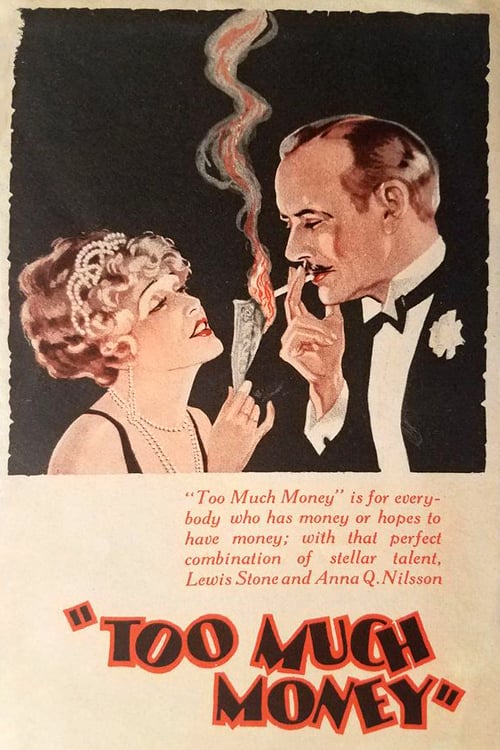 "Too Much Money" is for every-
body who has money or hopes to
have money; with that perfect
combination of stellar talent,
Lewis Stone and Anna Q. Nilsson
"TOO MUCH
MONEY"